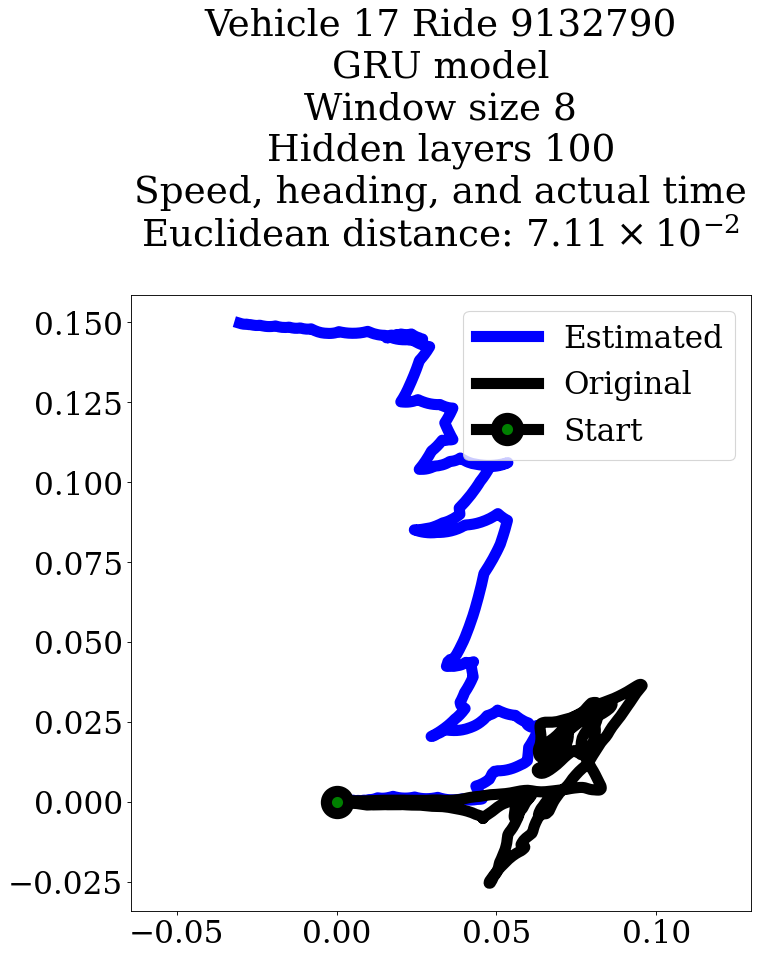 Vehicle 17 Ride 9132790
GRU model
Window size 8
Hidden layers 100
Speed, heading, and actual time
Euclidean distance: 7.11 × 10⁻²
0.150
0.125
0.100
0.075
0.050
0.025
0.000
−0.025
Estimated
Original
Start
−0.05 0.00 0.05 0.10